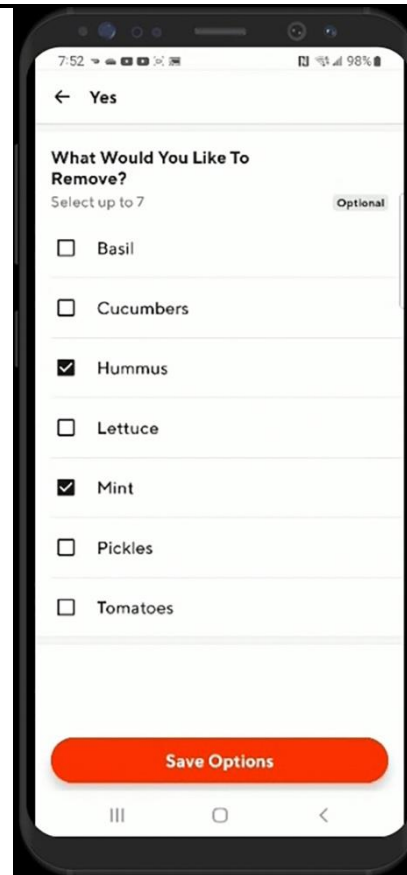 7:52
98%
Yes
What Would You Like To
Remove?
Select up to 7
Optional
Basil
Cucumbers
Hummus
Lettuce
Mint
Pickles
Tomatoes
Save Options